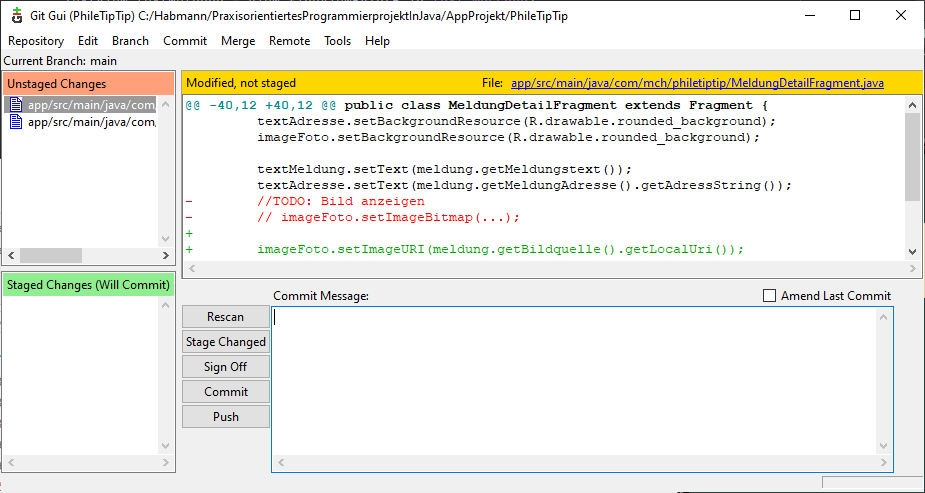 Git Gui (PhileTipTip) C:/Habmann/PraxisorientiertesProgrammierprojektInJava/AppProjekt/PhileTipTip
Repository Edit Branch Commit Merge Remote Tools Help
Current Branch: main
Unstaged Changes
app/src/main/java/com,
app/src/main/java/com,
Staged Changes (Will Commit)
Modified, not staged File: app/src/main/java/com/mch/philetiptip/MeldungDetailFragment.java
@@ -40,12 +40,12 @@ public class MeldungDetailFragment extends Fragment {
textAdresse.setBackgroundResource(R.drawable.rounded_background);
imageFoto.setBackgroundResource(R.drawable.rounded_background);
textMeldung.setText(meldung.getMeldungstext());
textAdresse.setText(meldung.getMeldungAdresse().getAdressString());
- //TODO: Bild anzeigen
- // imageFoto.setImageBitmap(...);
+
+ imageFoto.setImageURI(meldung.getBildquelle().getLocalUri());
Commit Message: Amend Last Commit
Rescan
Stage Changed
Sign Off
Commit
Push